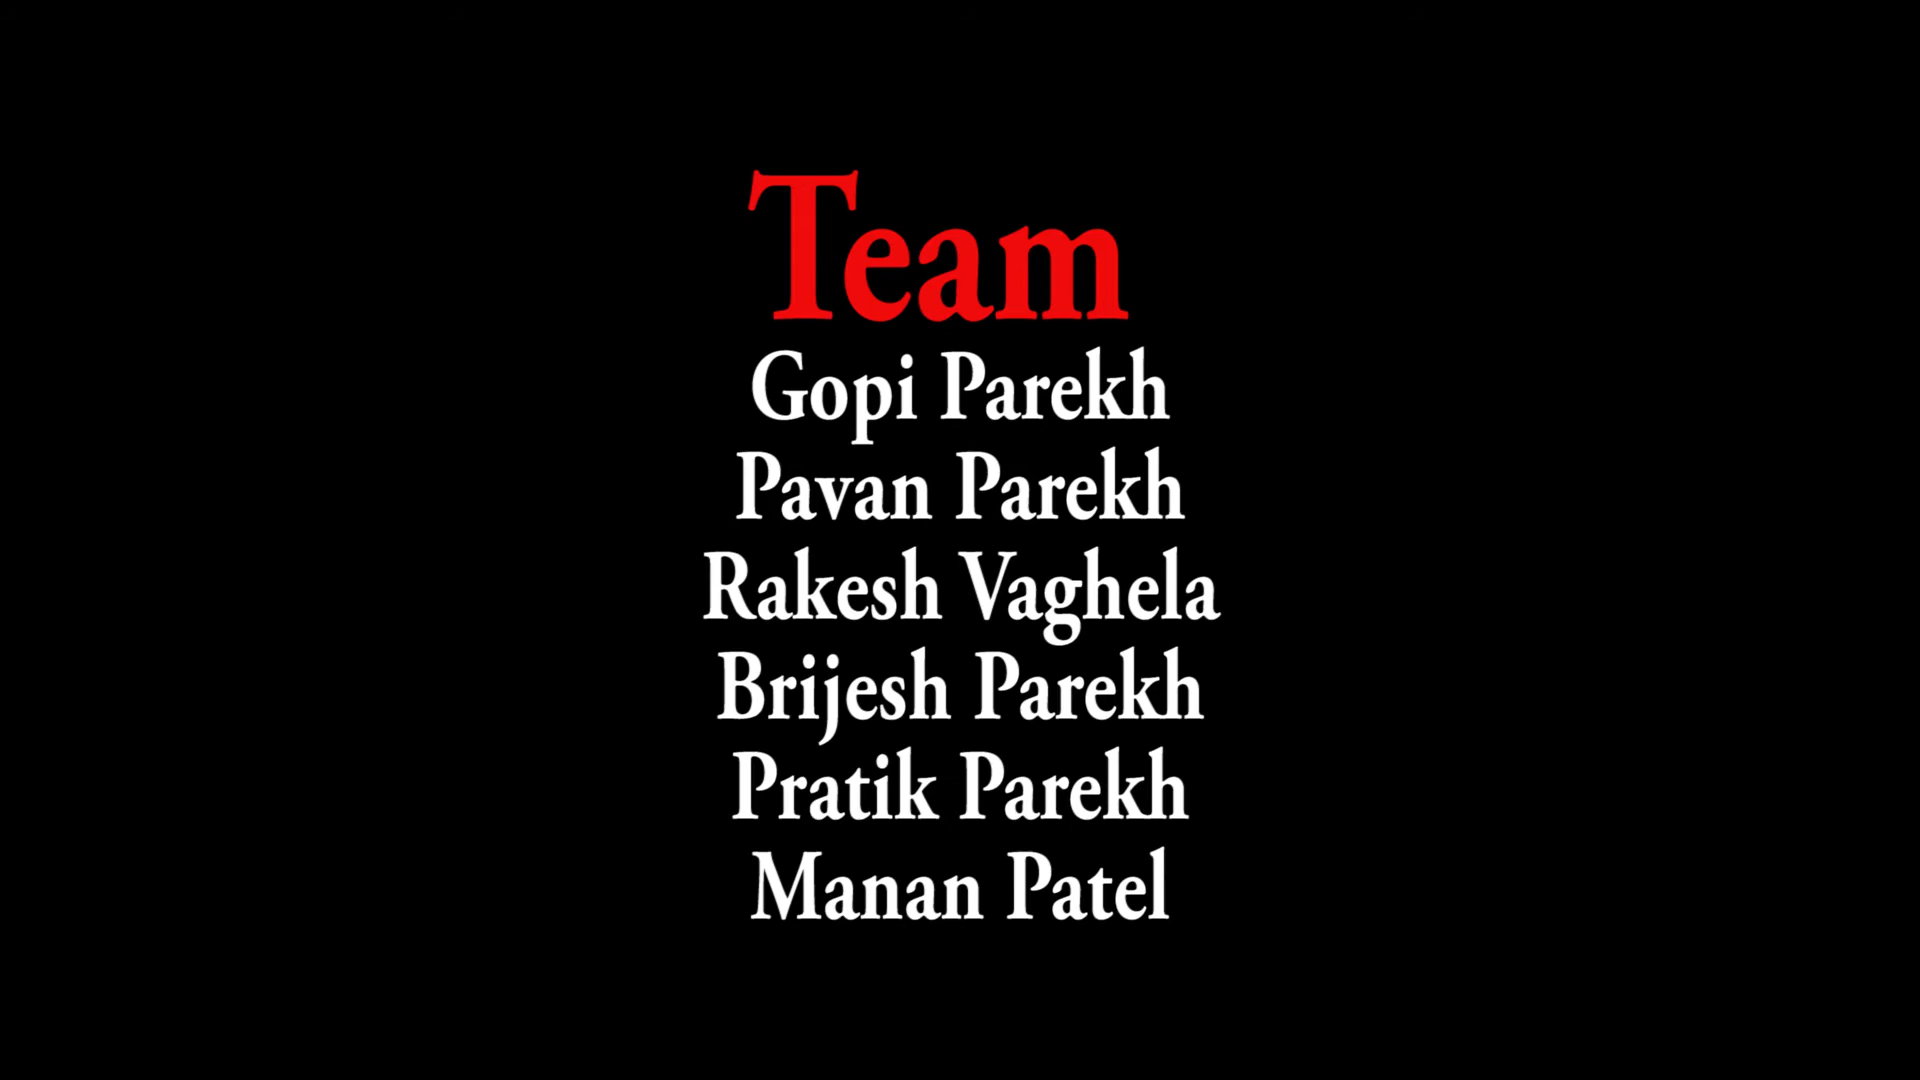 Team
Gopi Parekh
Pavan Parekh
Rakesh Vaghela
Brijesh Parekh
Pratik Parekh
Manan Patel